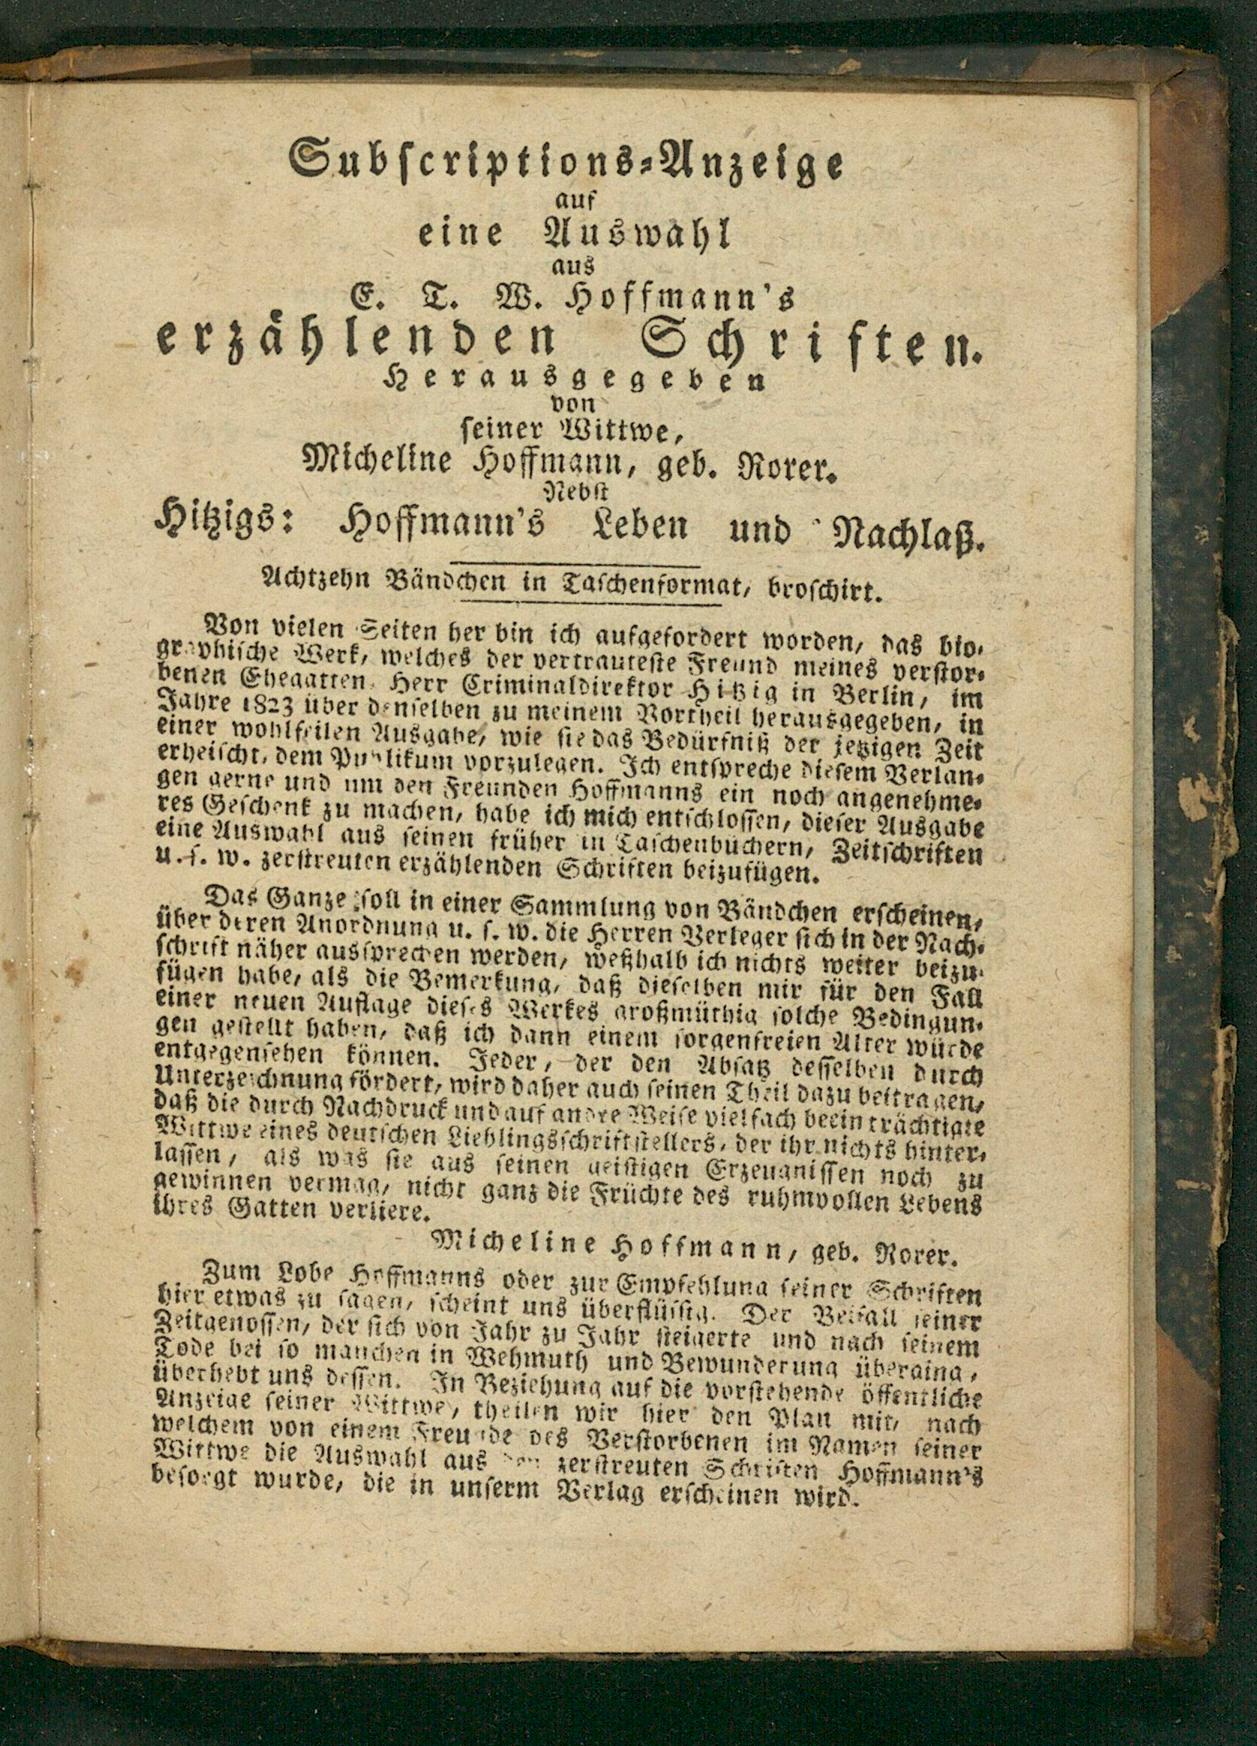 Subscriptions-Anzeige
auf
eine Auswahl
aus
E. T. W. Hoffmann's
erzählenden Schriften.
Herausgegeben
von
seiner Wittwe,
Micheline Hoffmann, geb. Rorer.
Nebst
Hitzigs: Hoffmann's Leben und Nachlaß.
Achtzehn Bändchen in Taschenformat, broschirt.
Von vielen Seiten her bin ich aufgefordert worden, das bio-
graphische Werk, welches der vertrauteste Freund meines verstor-
benen Ehegatten, Herr Criminaldirektor Hitzig in Berlin, im
Jahre 1823 über denselben zu meinem Vortheil herausgegeben, in
einer wohlfeilen Ausgabe, wie sie das Bedürfniß der jetzigen Zeit
erheischt, dem Publikum vorzulegen. Ich entspreche diesem Verlan-
gen gerne und um den Freunden Hoffmanns ein noch angenehme-
res Geschenk zu machen, habe ich mich entschlossen, dieser Ausgabe
eine Auswahl aus seinen früher in Taschenbüchern, Zeitschriften
u. s. w. zerstreuten erzählenden Schriften beizufügen.
Das Ganze soll in einer Sammlung von Bändchen erscheinen,
über deren Anordnung u. s. w. die Herren Verleger sich in der Nach-
schrift näher aussprechen werden, weßhalb ich nichts weiter beizu-
fügen habe, als die Bemerkung, daß dieselben mir für den Fall
einer neuen Auflage dieses Werkes großmüthig solche Bedingun-
gen gestellt haben, daß ich dann einem sorgenfreien Alter würde
entgegensehen können. Jeder, der den Absatz desselben durch
Unterzeichnung fördert, wird daher auch seinen Theil dazu beitragen,
daß die durch Nachdruck und auf andre Weise vielfach beeinträchtigte
Wittwe eines deutschen Lieblingsschriftstellers, der ihr nichts hinter-
lassen, als was sie aus seinen geistigen Erzeugnissen noch zu
gewinnen vermag, nicht ganz die Früchte des ruhmvollen Lebens
ihres Gatten verliere.
Micheline Hoffmann, geb. Rorer.
Zum Lobe Hoffmanns oder zur Empfehlung seiner Schriften
hier etwas zu sagen, scheint uns überflüssig. Der Beifall seiner
Zeitgenossen, der sich von Jahr zu Jahr steigerte und nach seinem
Tode bei so manchen in Wehmuth und Bewunderung überging,
überhebt uns dessen. In Beziehung auf die vorstehende öffentliche
Anzeige seiner Wittwe, theilen wir hier den Plan mit, nach
welchem von einem Freunde des Verstorbenen im Namen seiner
Wittwe die Auswahl aus den zerstreuten Schriften Hoffmann's
besorgt wurde, die in unserm Verlag erscheinen wird.